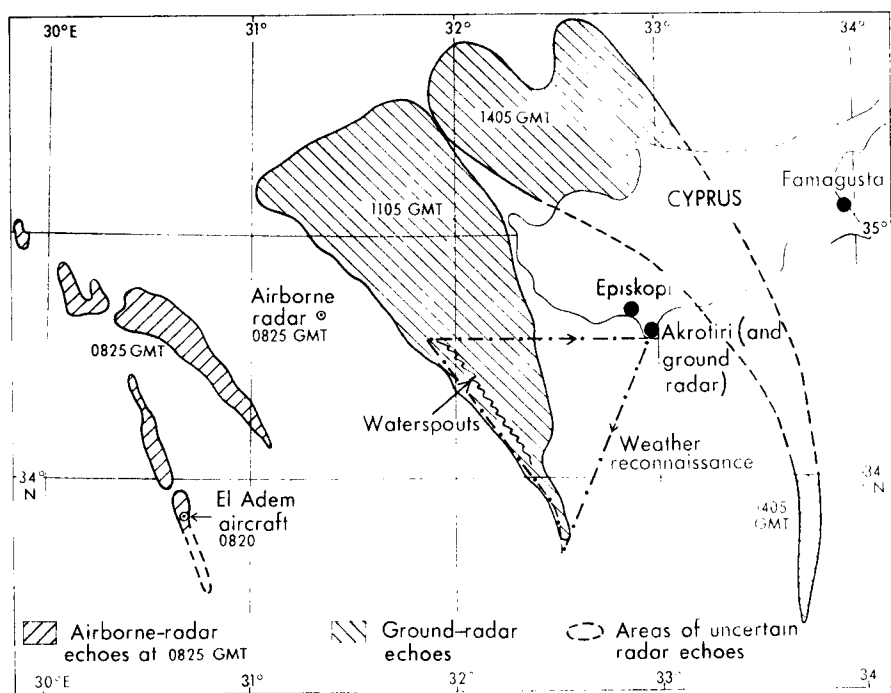 30°E 31° 32° 33° 34°
1405 GMT
CYPRUS
Famagusta
1105 GMT
35°
Airborne
radar
0825 GMT
Episkopi
Akrotiri (and
ground
radar)
0825 GMT
Waterspouts
Weather
reconnaissance
34°
N
34
N
El Adem
aircraft
0820
1405
GMT
Airborne-radar
echoes at 0825 GMT
Ground-radar
echoes
Areas of uncertain
radar echoes
30°E 31° 32° 33° 34